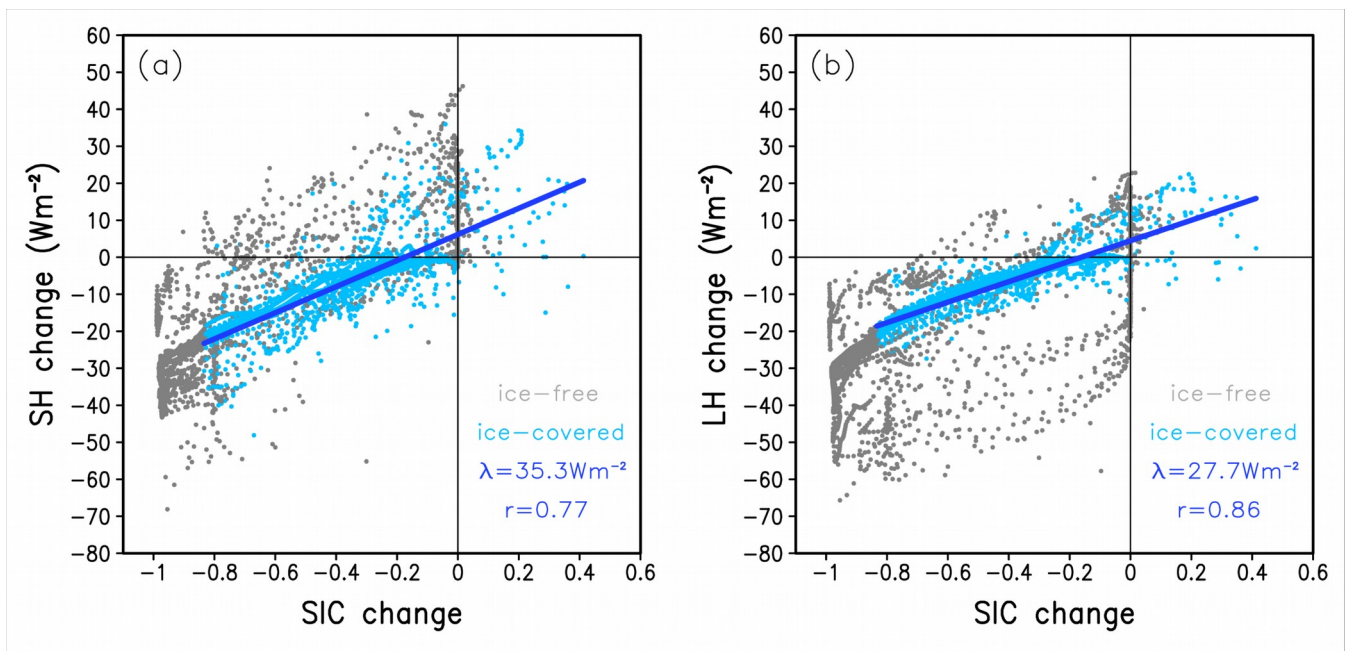 (a)
60
50
40
30
20
10
0
−10
−20
−30
−40
−50
−60
−70
−80
SH change (Wm⁻²)
ice−free
ice−covered
λ=35.3Wm⁻²
r=0.77
−1 −0.8 −0.6 −0.4 −0.2 0 0.2 0.4 0.6
SIC change
(b)
60
50
40
30
20
10
0
−10
−20
−30
−40
−50
−60
−70
−80
LH change (Wm⁻²)
ice−free
ice−covered
λ=27.7Wm⁻²
r=0.86
−1 −0.8 −0.6 −0.4 −0.2 0 0.2 0.4 0.6
SIC change